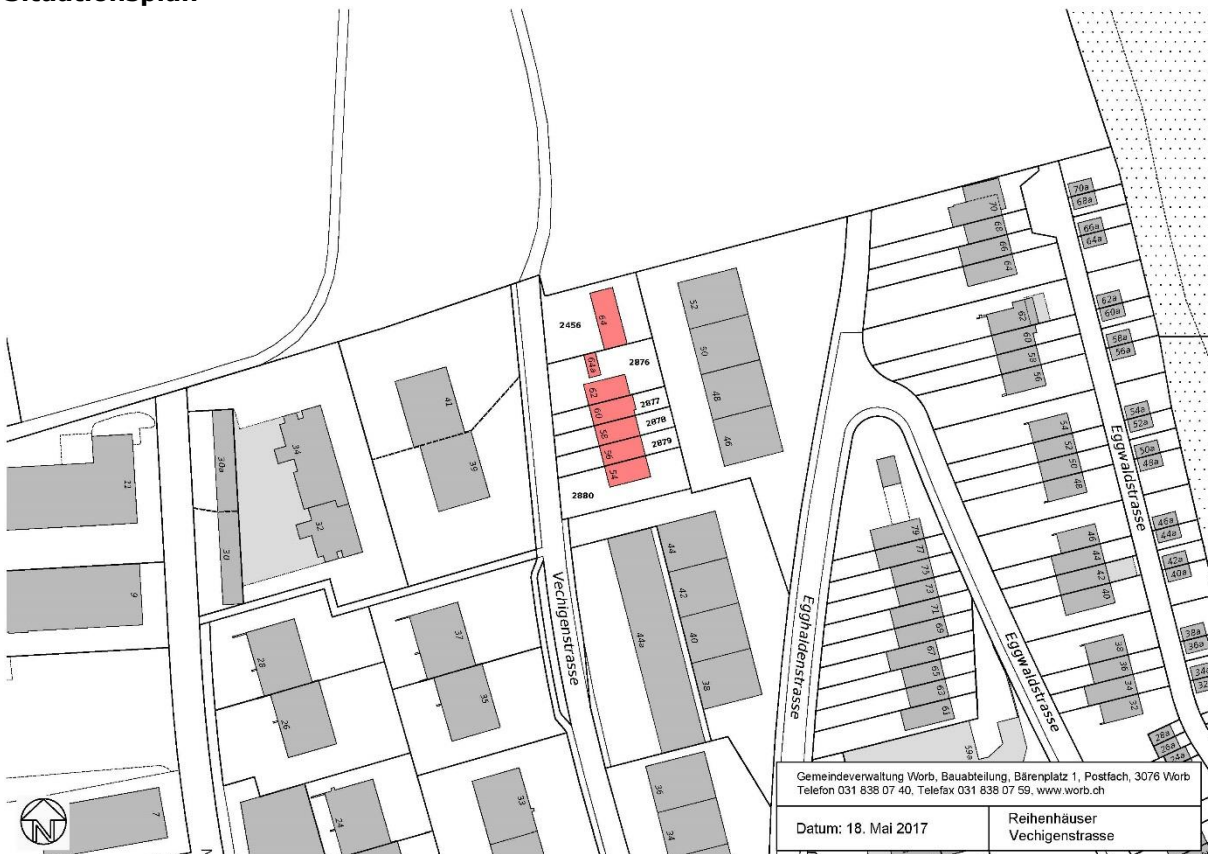 Situationsplan
70a
68a
66a
64a
70
68
66
64
62a
60a
58a
56a
62
60
58
56
54a
52a
50a
48a
54
52
50
48
46a
44a
42a
40a
46
44
42
40
38a
36a
38
36
34
32
28a
26a
24a
Eggwaldstrasse
Eggwaldstrasse
Egghaldenstrasse
Vechigenstrasse
2456
64
64a
2876
62
60
58
56
54
2877
2878
2879
2880
52
50
48
46
41
39
34
32
30a
30
11
9
7
28
26
24
37
35
33
44
42
40
38
44a
36
34
79
77
75
73
71
69
67
65
63
61
59a
N
Gemeindeverwaltung Worb, Bauabteilung, Bärenplatz 1, Postfach, 3076 Worb
Telefon 031 838 07 40, Telefax 031 838 07 59, www.worb.ch
Datum: 18. Mai 2017
Reihenhäuser
Vechigenstrasse